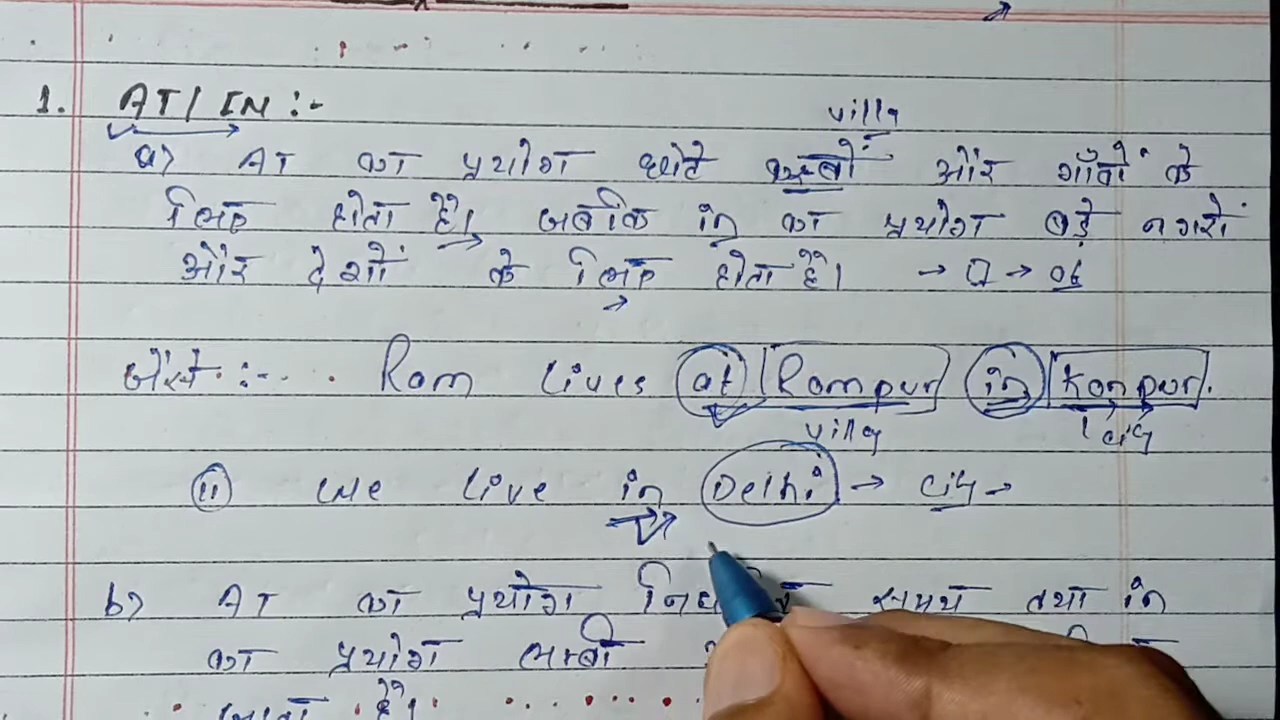 1. AT/IN :-
villa
a) AT का प्रयोग छोटे कस्बों और गाँवों के
लिए होता है। जबकि in का प्रयोग बड़े नगरों
और देशों के लिए होता है।
जैसे :- Ram lives at Rampur in Kanpur.
villa city
(ii) we live in Delhi → city →
b) AT का प्रयोग समय तथा in
का प्रयोग लम्बी
जाता है।